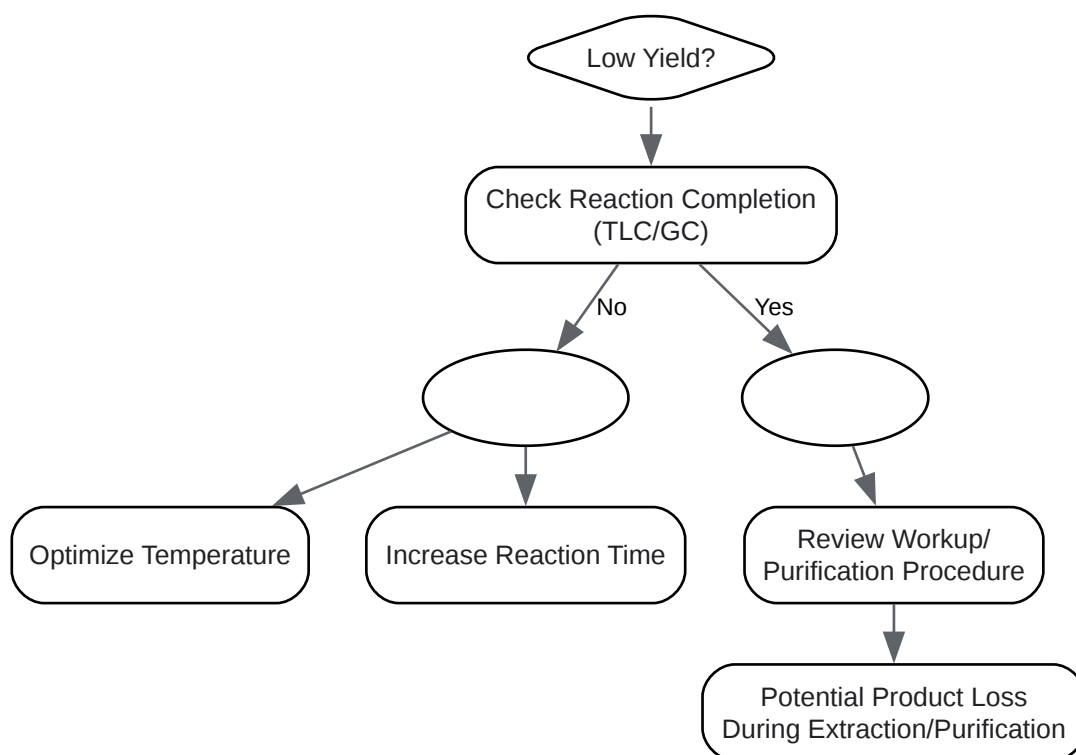 Low Yield?
Check Reaction Completion
(TLC/GC)
No
Yes
Optimize Temperature
Increase Reaction Time
Review Workup/
Purification Procedure
Potential Product Loss
During Extraction/Purification